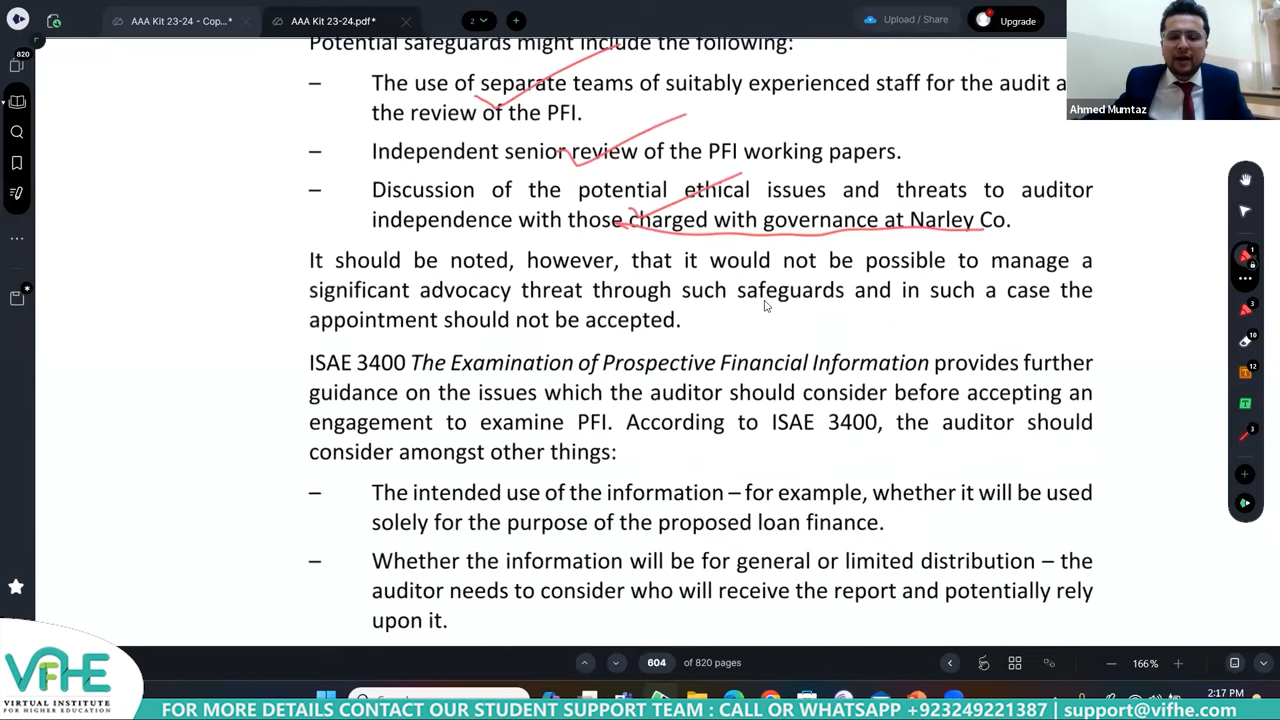 AAA Kit 23-24 - Cop...*
AAA Kit 23-24.pdf*
2
Upload / Share
Upgrade
820
Potential safeguards might include the following:
– The use of separate teams of suitably experienced staff for the audit a
the review of the PFI.
Ahmed Mumtaz
– Independent senior review of the PFI working papers.
– Discussion of the potential ethical issues and threats to auditor
independence with those charged with governance at Narley Co.
It should be noted, however, that it would not be possible to manage a
significant advocacy threat through such safeguards and in such a case the
appointment should not be accepted.
ISAE 3400 The Examination of Prospective Financial Information provides further
guidance on the issues which the auditor should consider before accepting an
engagement to examine PFI. According to ISAE 3400, the auditor should
consider amongst other things:
– The intended use of the information – for example, whether it will be used
solely for the purpose of the proposed loan finance.
– Whether the information will be for general or limited distribution – the
auditor needs to consider who will receive the report and potentially rely
upon it.
1
3
10
12
3
604 of 820 pages
166%
2:17 PM
VIFHE
VIRTUAL INSTITUTE
FOR HIGHER EDUCATION
FOR MORE DETAILS CONTACT OUR STUDENT SUPPORT TEAM : CALL OR WHATSAPP +923249221387 | support@vifhe.com